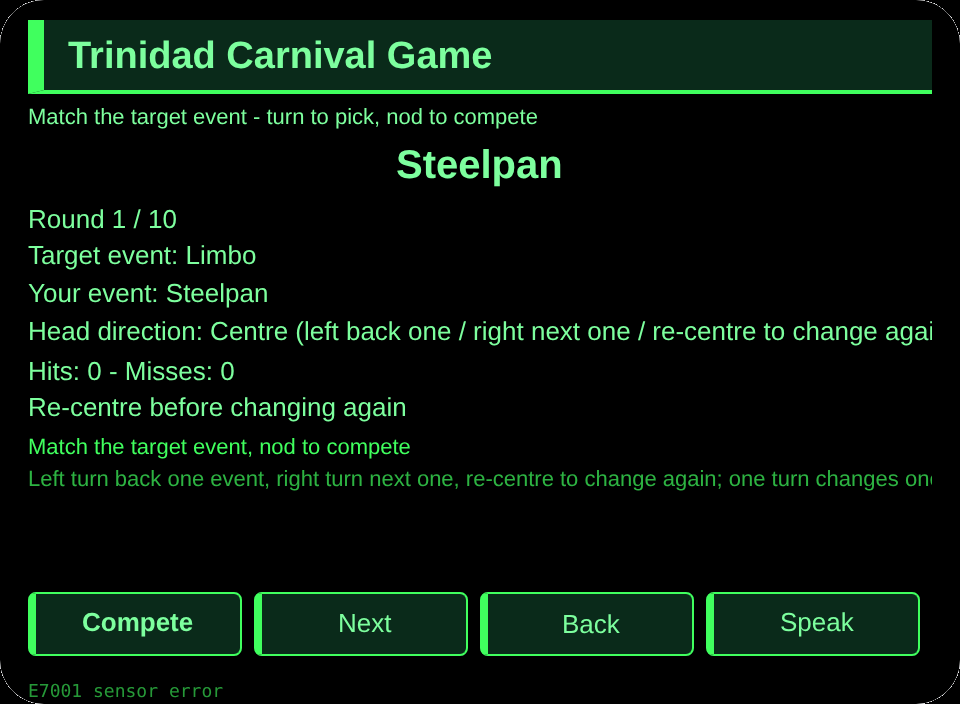 Trinidad Carnival Game
Match the target event - turn to pick, nod to compete
Steelpan
Round 1 / 10
Target event: Limbo
Your event: Steelpan
Head direction: Centre (left back one / right next one / re-centre to change agai
Hits: 0 - Misses: 0
Re-centre before changing again
Match the target event, nod to compete
Left turn back one event, right turn next one, re-centre to change again; one turn changes one
Compete
Next
Back
Speak
E7001 sensor error